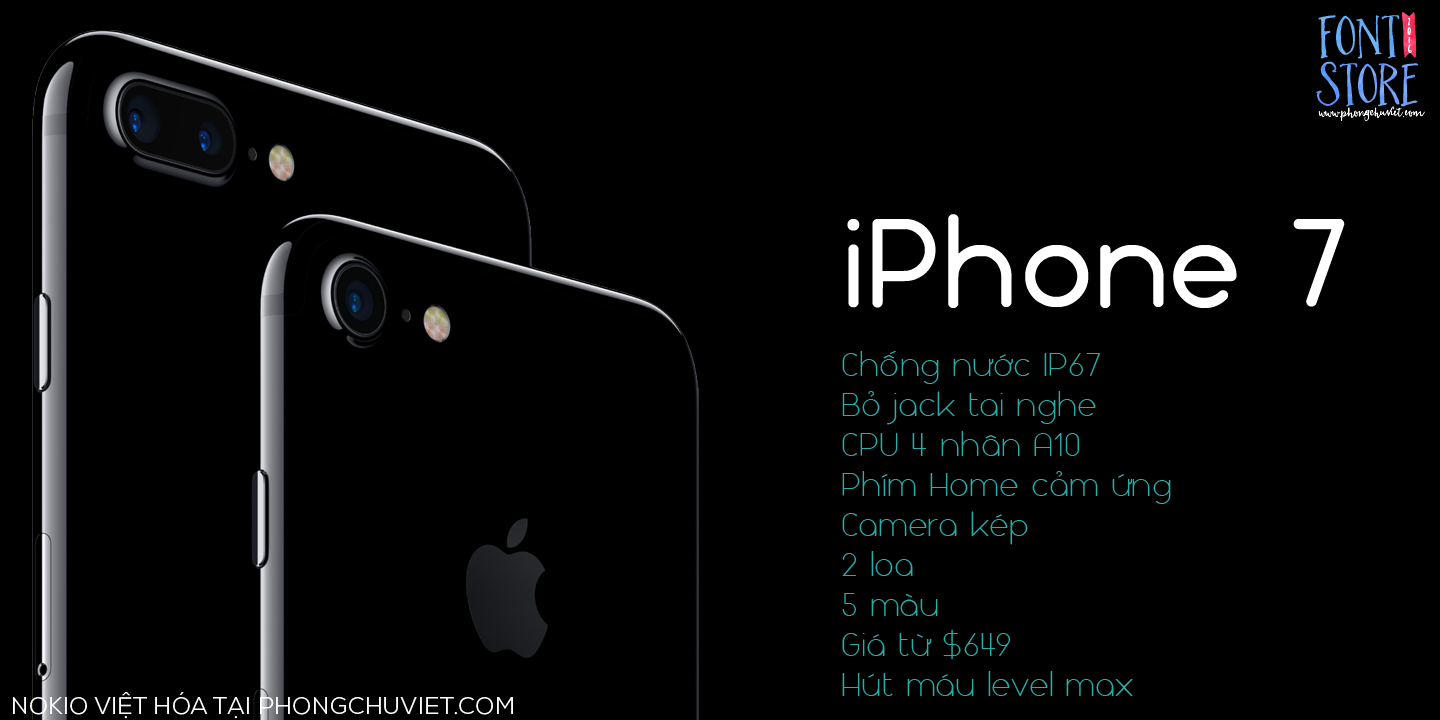 FONT
2016
STORE
www.phongchuviet.com
iPhone 7
Chống nước IP67
Bỏ jack tai nghe
CPU 4 nhân A10
Phím Home cảm ứng
Camera kép
2 loa
5 màu
Giá từ $649
Hút máu level max
NOKIO VIỆT HÓA TẠI PHONGCHUVIET.COM